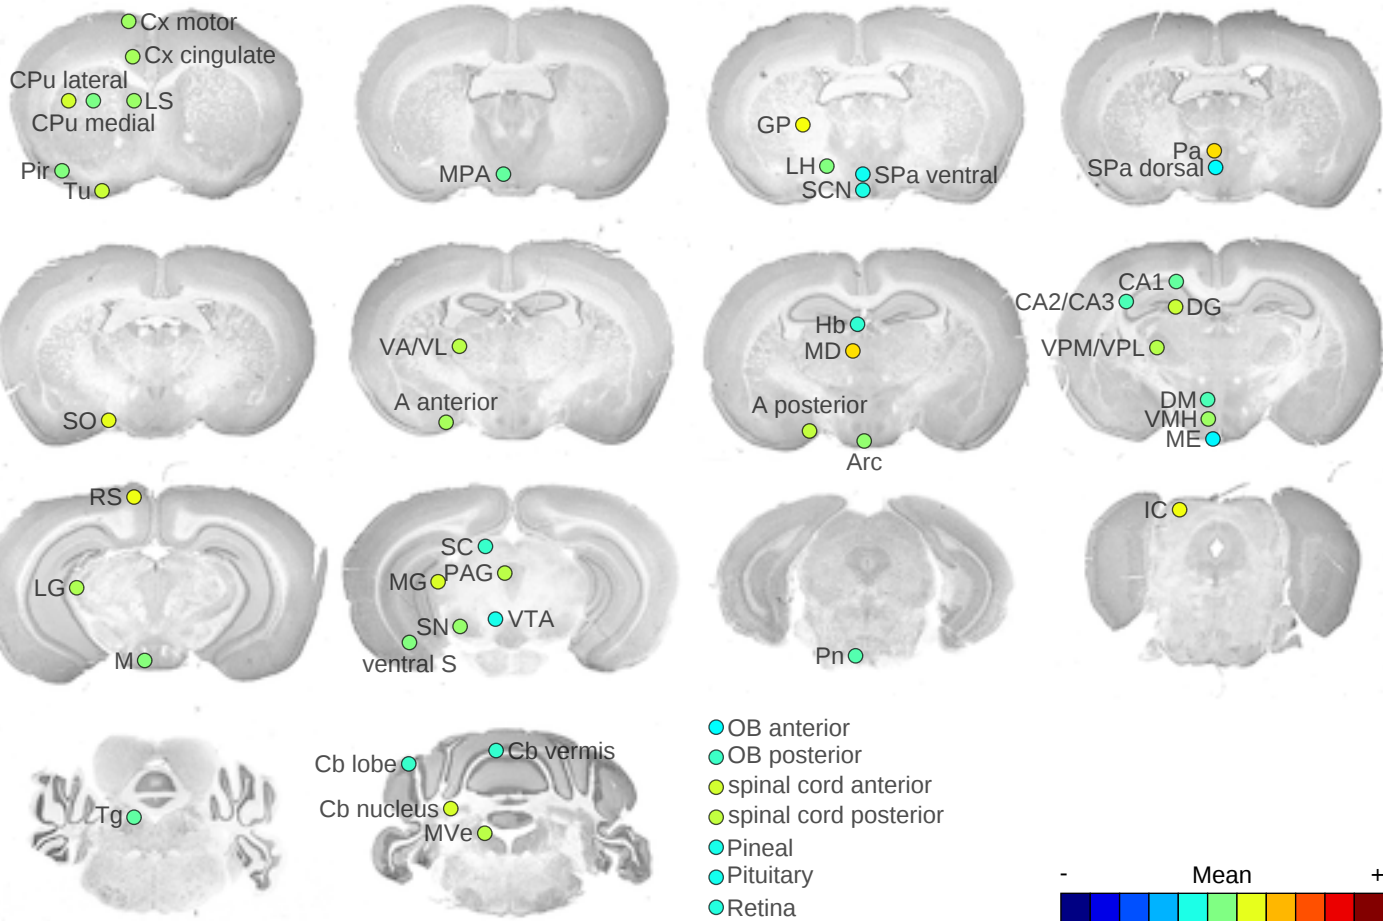 Cx motor
Cx cingulate
CPu lateral
LS
CPu medial
Pir
Tu
MPA
GP
LH
SPa ventral
SCN
Pa
SPa dorsal
SO
VA/VL
A anterior
Hb
MD
A posterior
Arc
CA1
CA2/CA3
DG
VPM/VPL
DM
VMH
ME
RS
LG
M
SC
PAG
MG
VTA
SN
ventral S
Pn
IC
Tg
Cb vermis
Cb lobe
Cb nucleus
MVe
OB anterior
OB posterior
spinal cord anterior
spinal cord posterior
Pineal
Pituitary
Retina
- Mean +